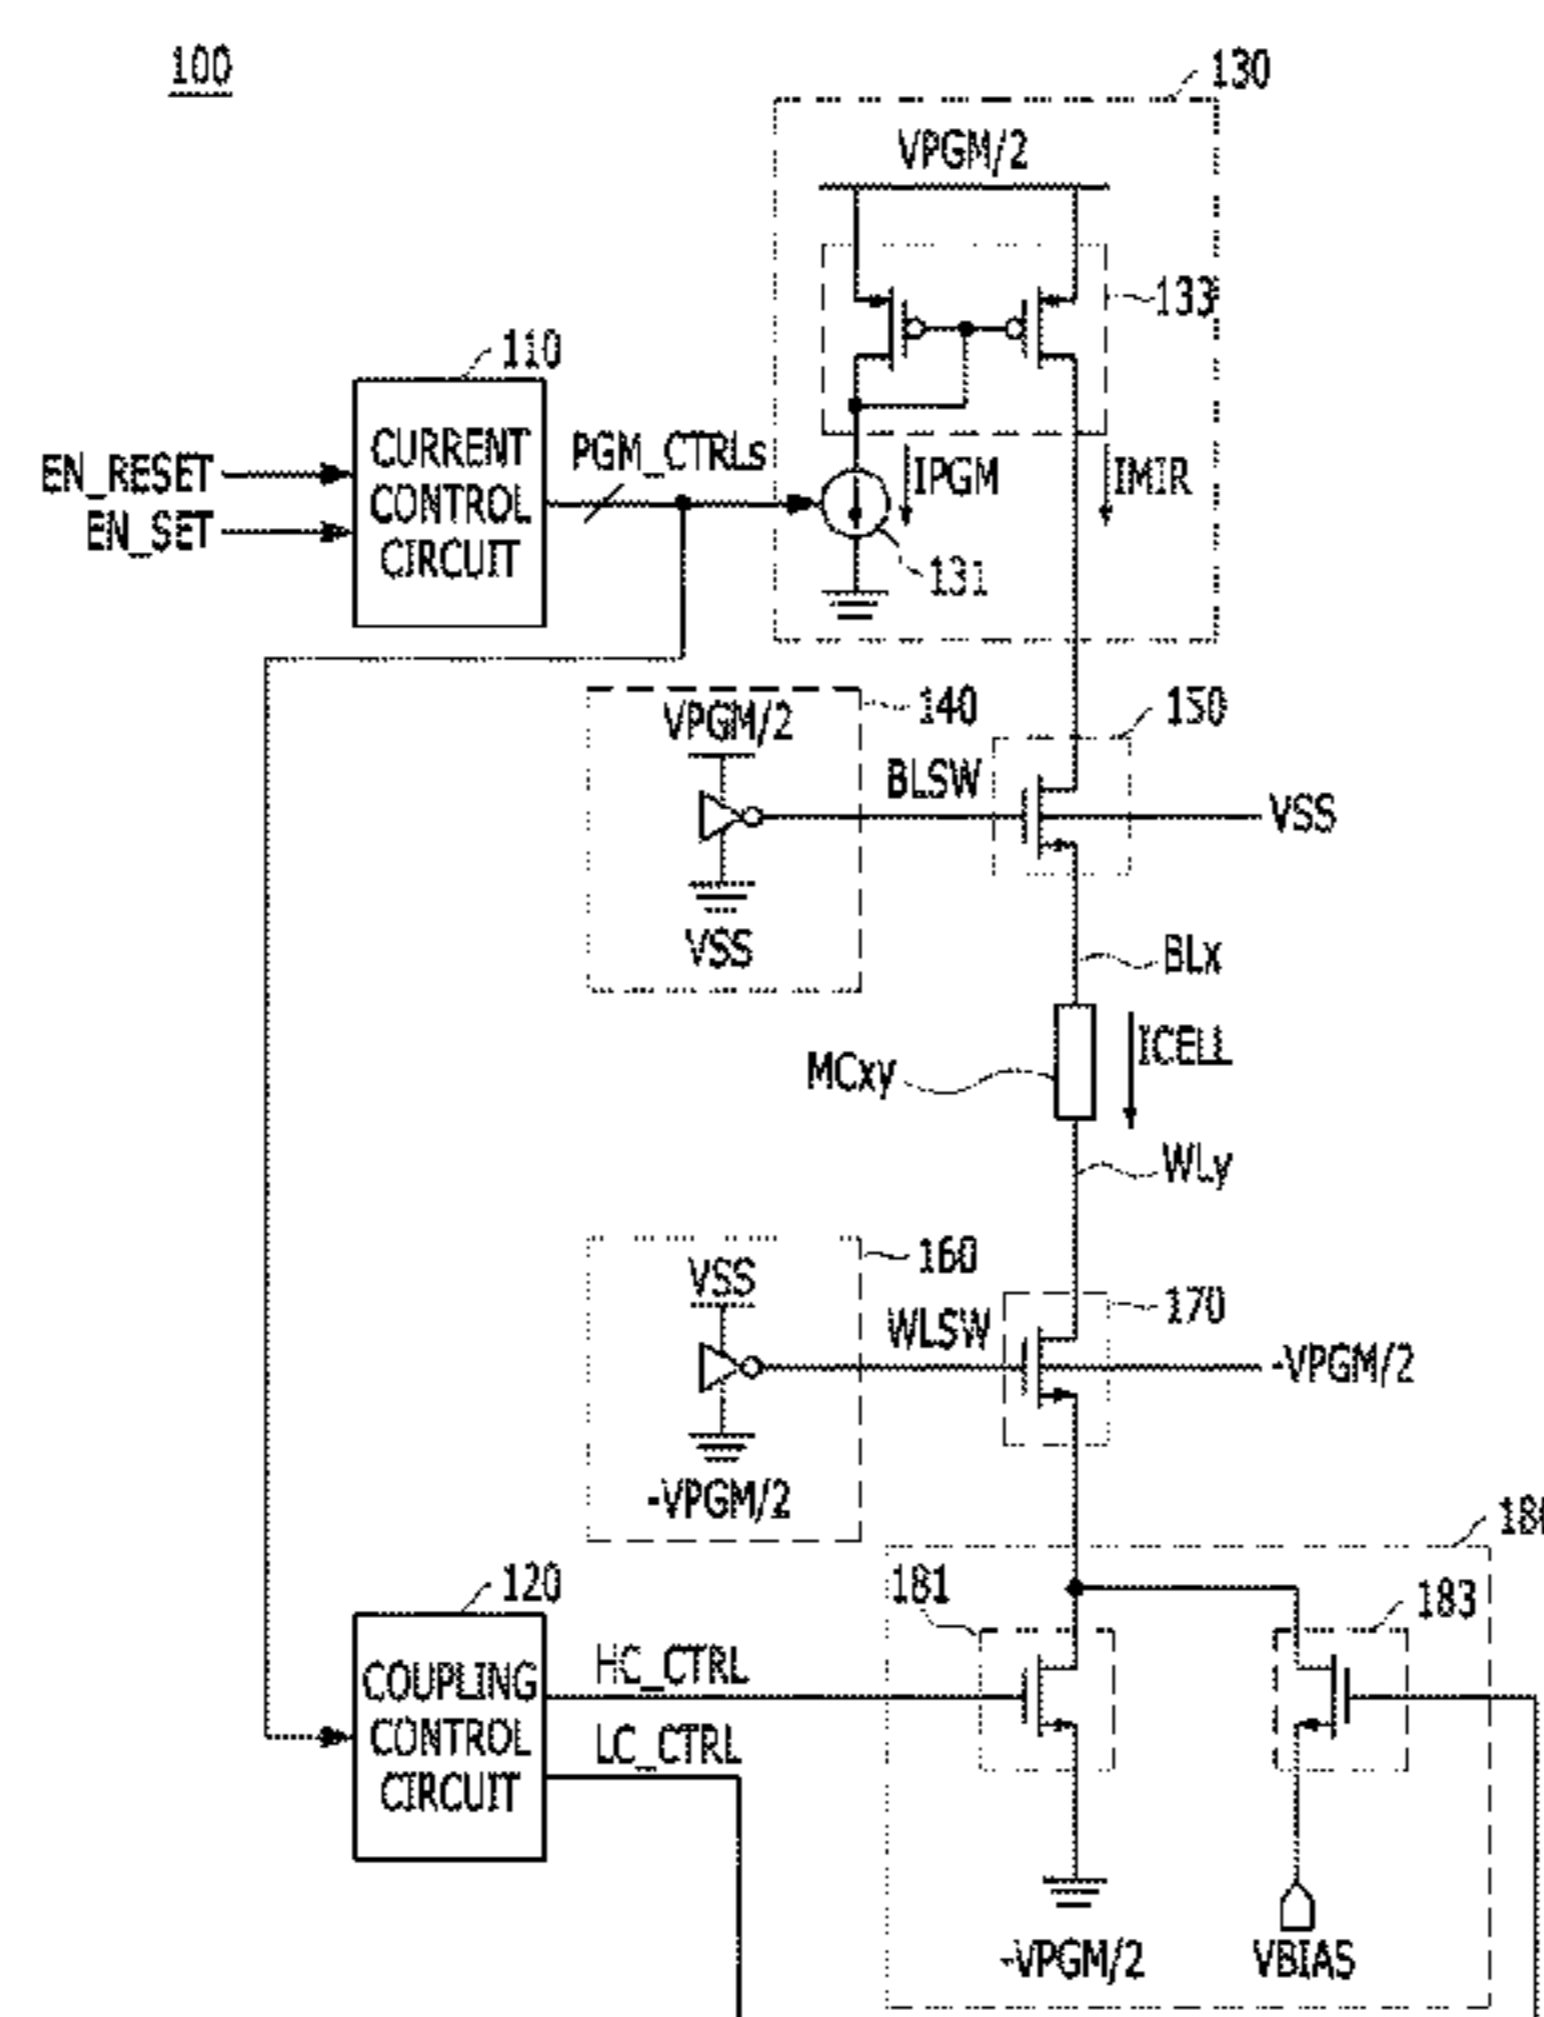 100
130
VPGM/2
133
110
CURRENT
CONTROL
CIRCUIT
EN_RESET
EN_SET
PGM_CTRLs
IPGM
IMIR
131
140
VPGM/2
VSS
150
BLSW
VSS
BLx
MCxy
ICELL
WLy
160
VSS
-VPGM/2
170
WLSW
-VPGM/2
120
COUPLING
CONTROL
CIRCUIT
HC_CTRL
LC_CTRL
181
183
-VPGM/2
VBIAS